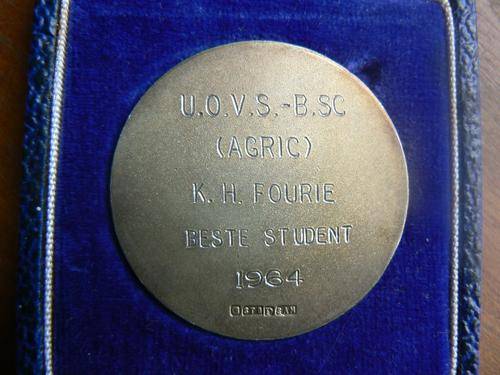 U.O.V.S.-B.SC
(AGRIC)
K. H. FOURIE
BESTE STUDENT
1964